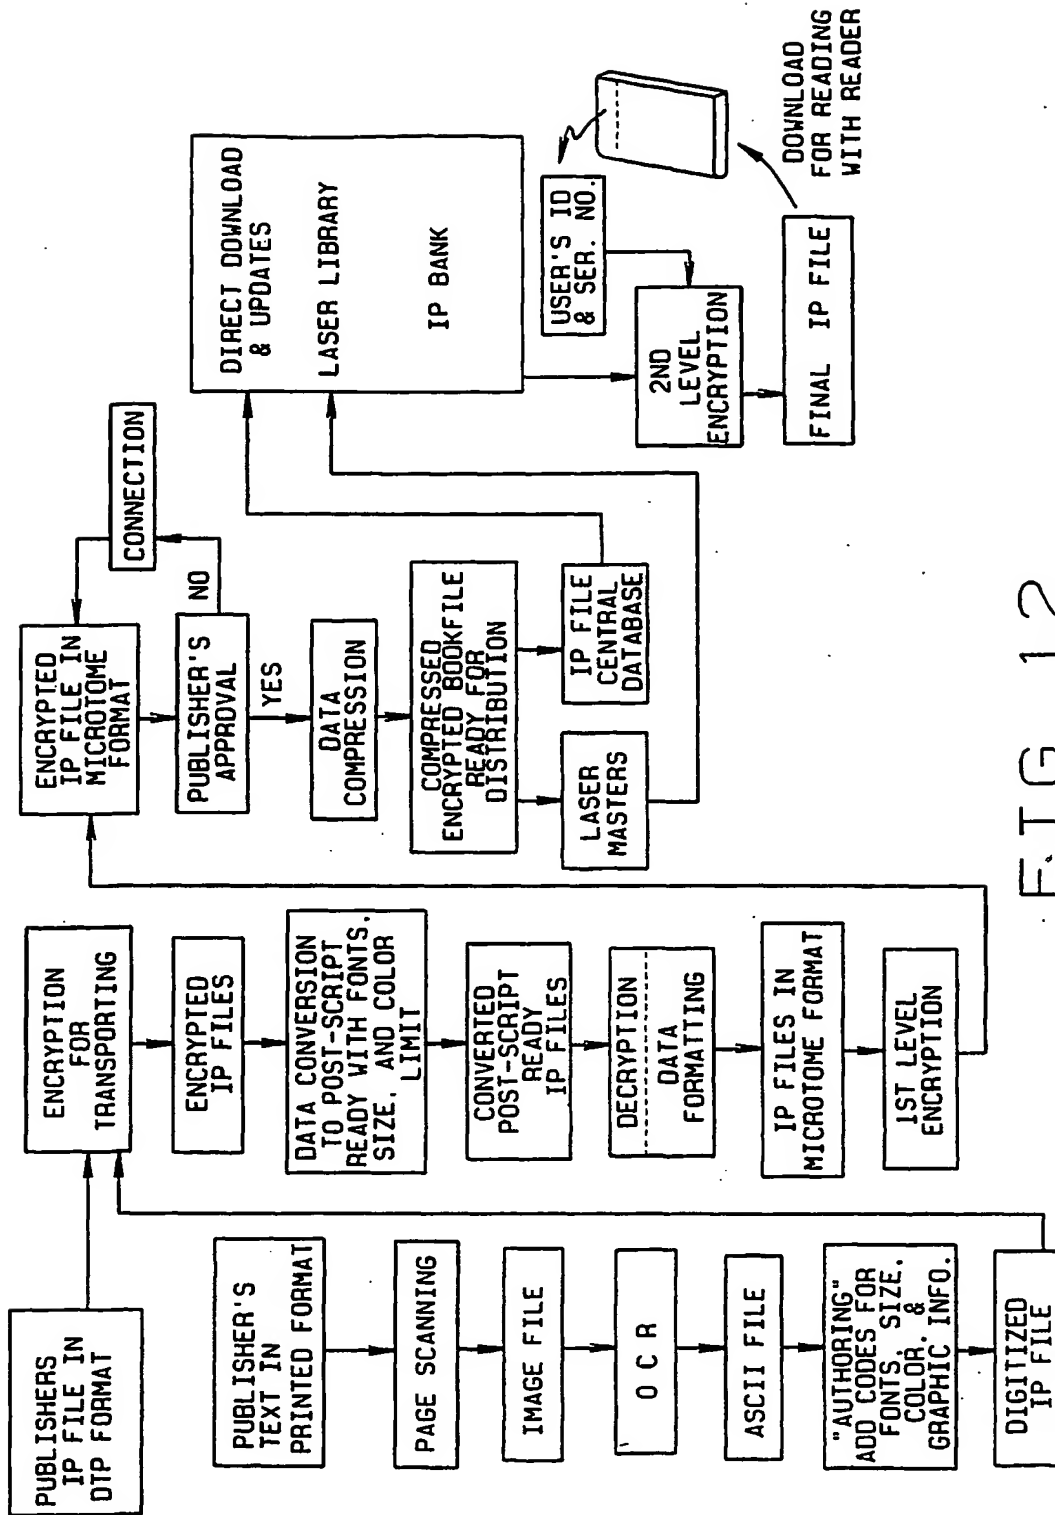 PUBLISHERS
IP FILE IN
DTP FORMAT
PUBLISHER'S
TEXT IN
PRINTED FORMAT
PAGE SCANNING
IMAGE FILE
O C R
ASCII FILE
"AUTHORING"
ADD CODES FOR
FONTS, SIZE,
COLOR, &
GRAPHIC INFO.
DIGITIZED
IP FILE
ENCRYPTION
FOR
TRANSPORTING
ENCRYPTED
IP FILES
DATA CONVERSION
TO POST-SCRIPT
READY WITH FONTS,
SIZE, AND COLOR
LIMIT
CONVERTED
POST-SCRIPT
READY
IP FILES
DECRYPTION
DATA
FORMATTING
IP FILES IN
MICROTOME FORMAT
1ST LEVEL
ENCRYPTION
ENCRYPTED
IP FILE IN
MICROTOME
FORMAT
CONNECTION
PUBLISHER'S
APPROVAL
NO
YES
DATA
COMPRESSION
COMPRESSED
ENCRYPTED BOOKFILE
READY FOR
DISTRIBUTION
LASER
MASTERS
IP FILE
CENTRAL
DATABASE
DIRECT DOWNLOAD
& UPDATES
LASER LIBRARY
IP BANK
USER'S ID
& SER. NO.
2ND
LEVEL
ENCRYPTION
FINAL IP FILE
DOWNLOAD
FOR READING
WITH READER
FIG 12